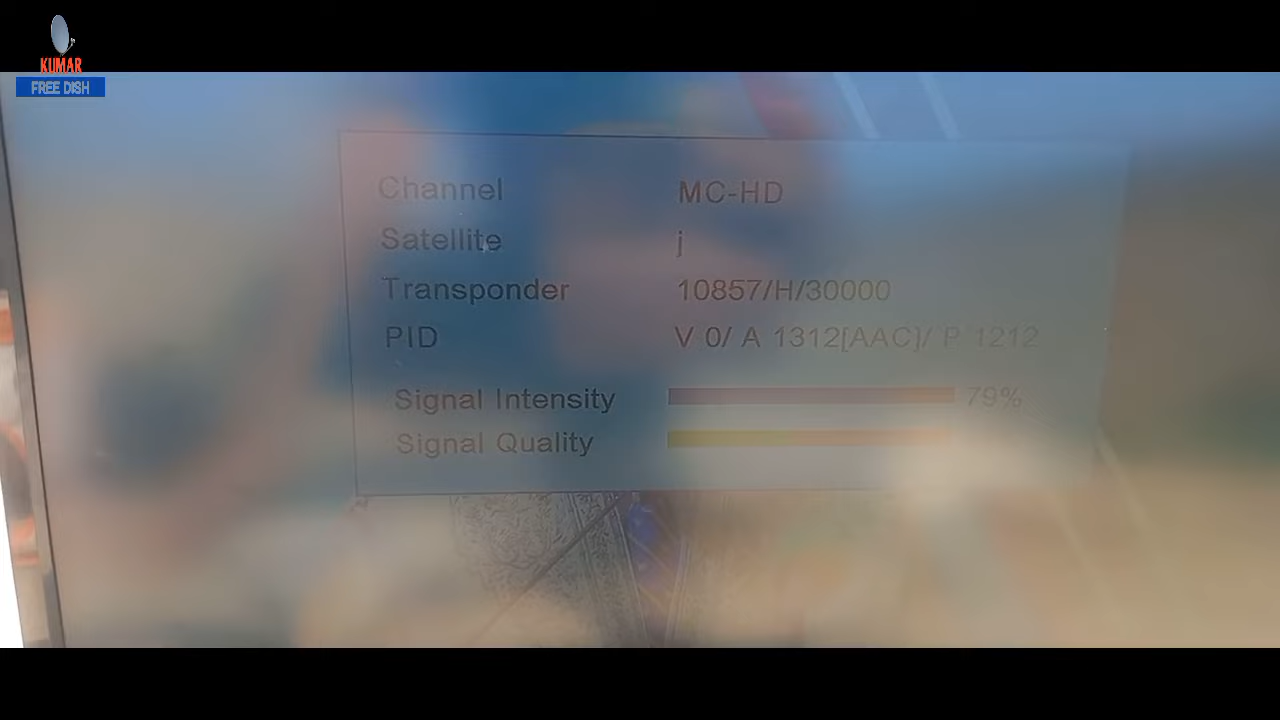 KUMAR
FREE DISH
Channel MC-HD
Satellite j
Transponder 10857/H/30000
PID V 0/ A 1312[AAC]/ P 1212
Signal Intensity 79%
Signal Quality